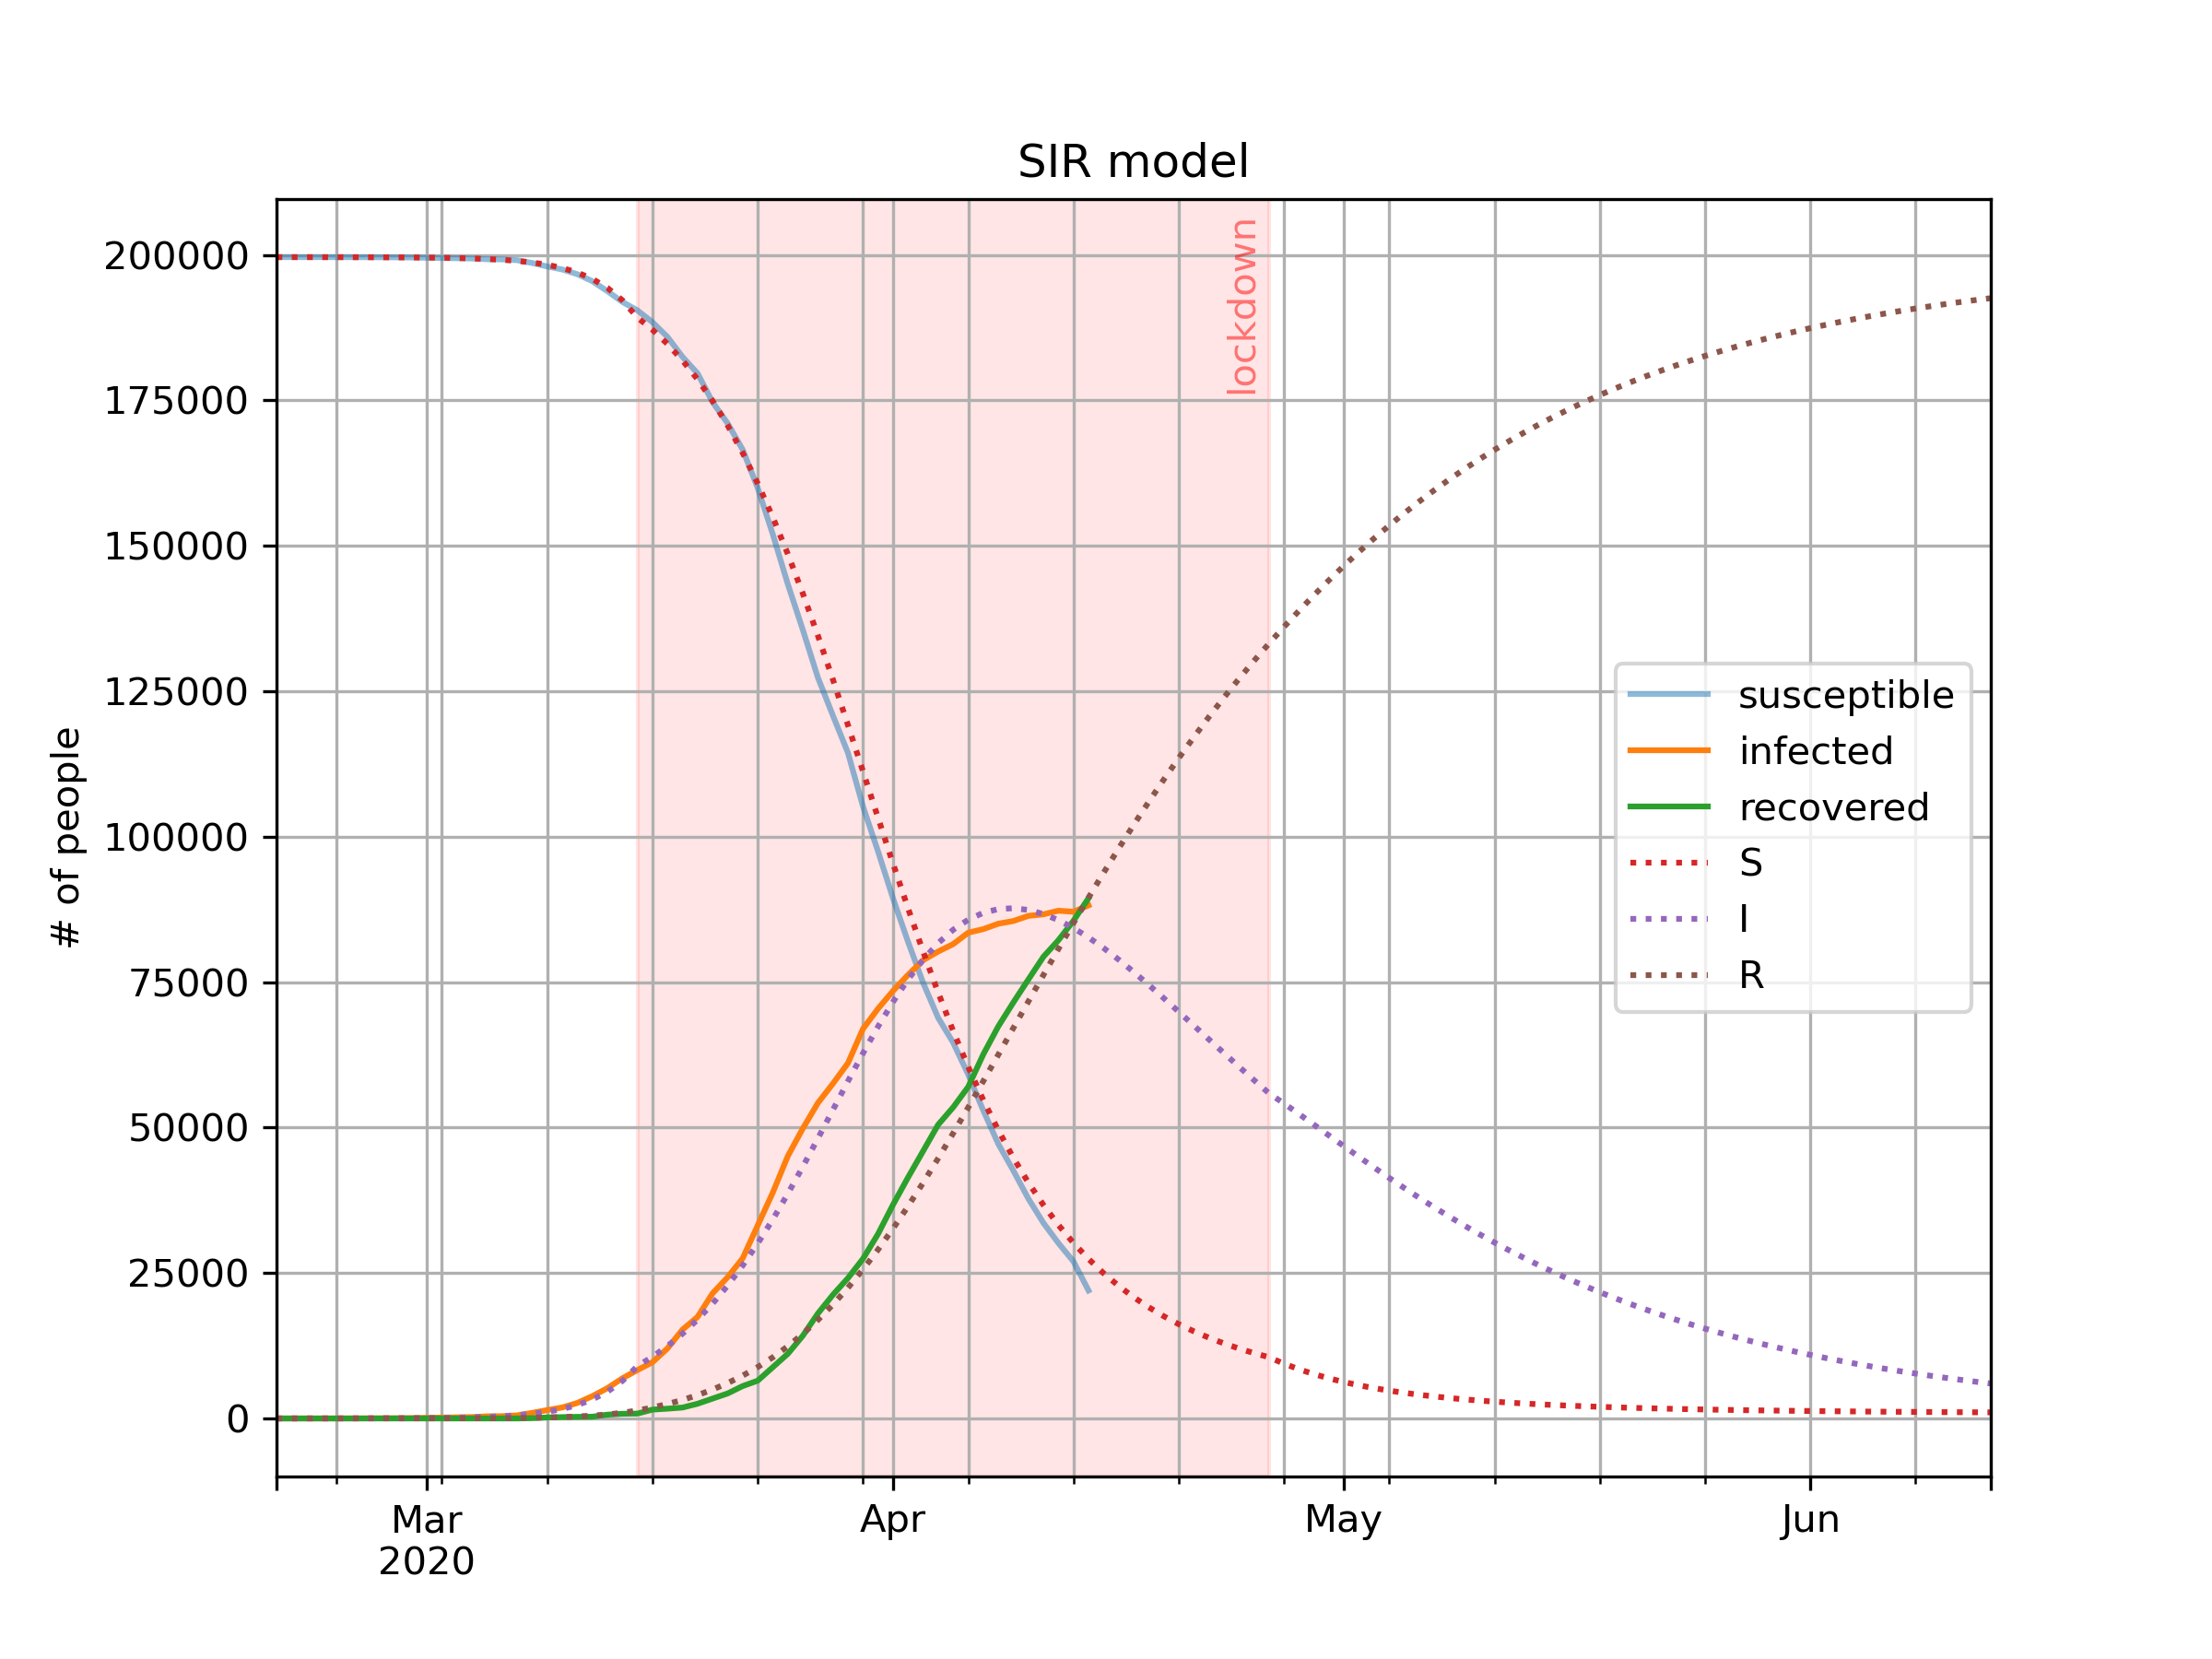 SIR model
lockdown
200000
175000
150000
125000
100000
75000
50000
25000
0
# of people
susceptible
infected
recovered
S
I
R
Mar
2020
Apr
May
Jun